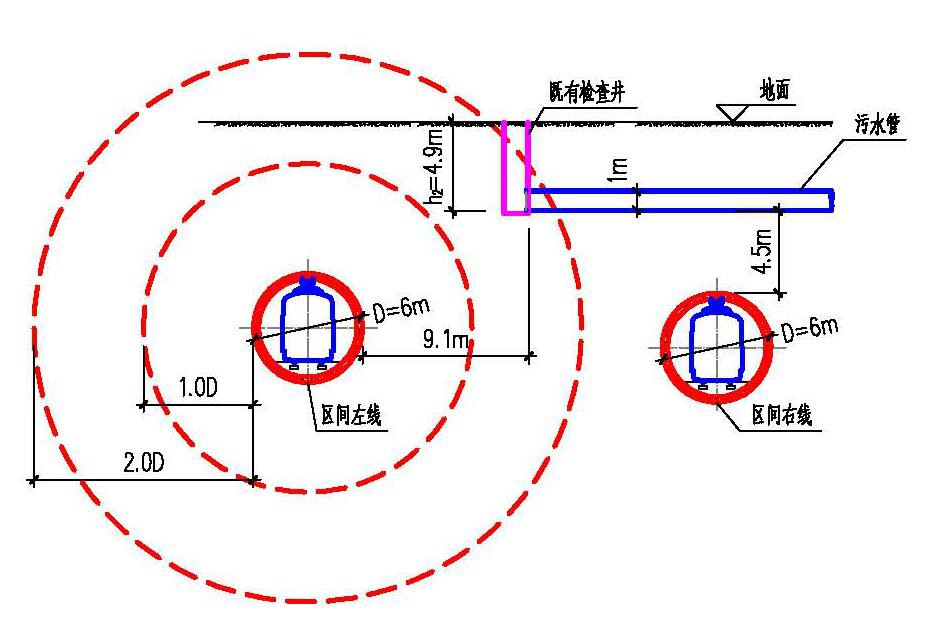 既有检查井
地面
污水管
h₂=4.9m
1m
4.5m
D=6m
9.1m
D=6m
1.0D
区间左线
区间右线
2.0D